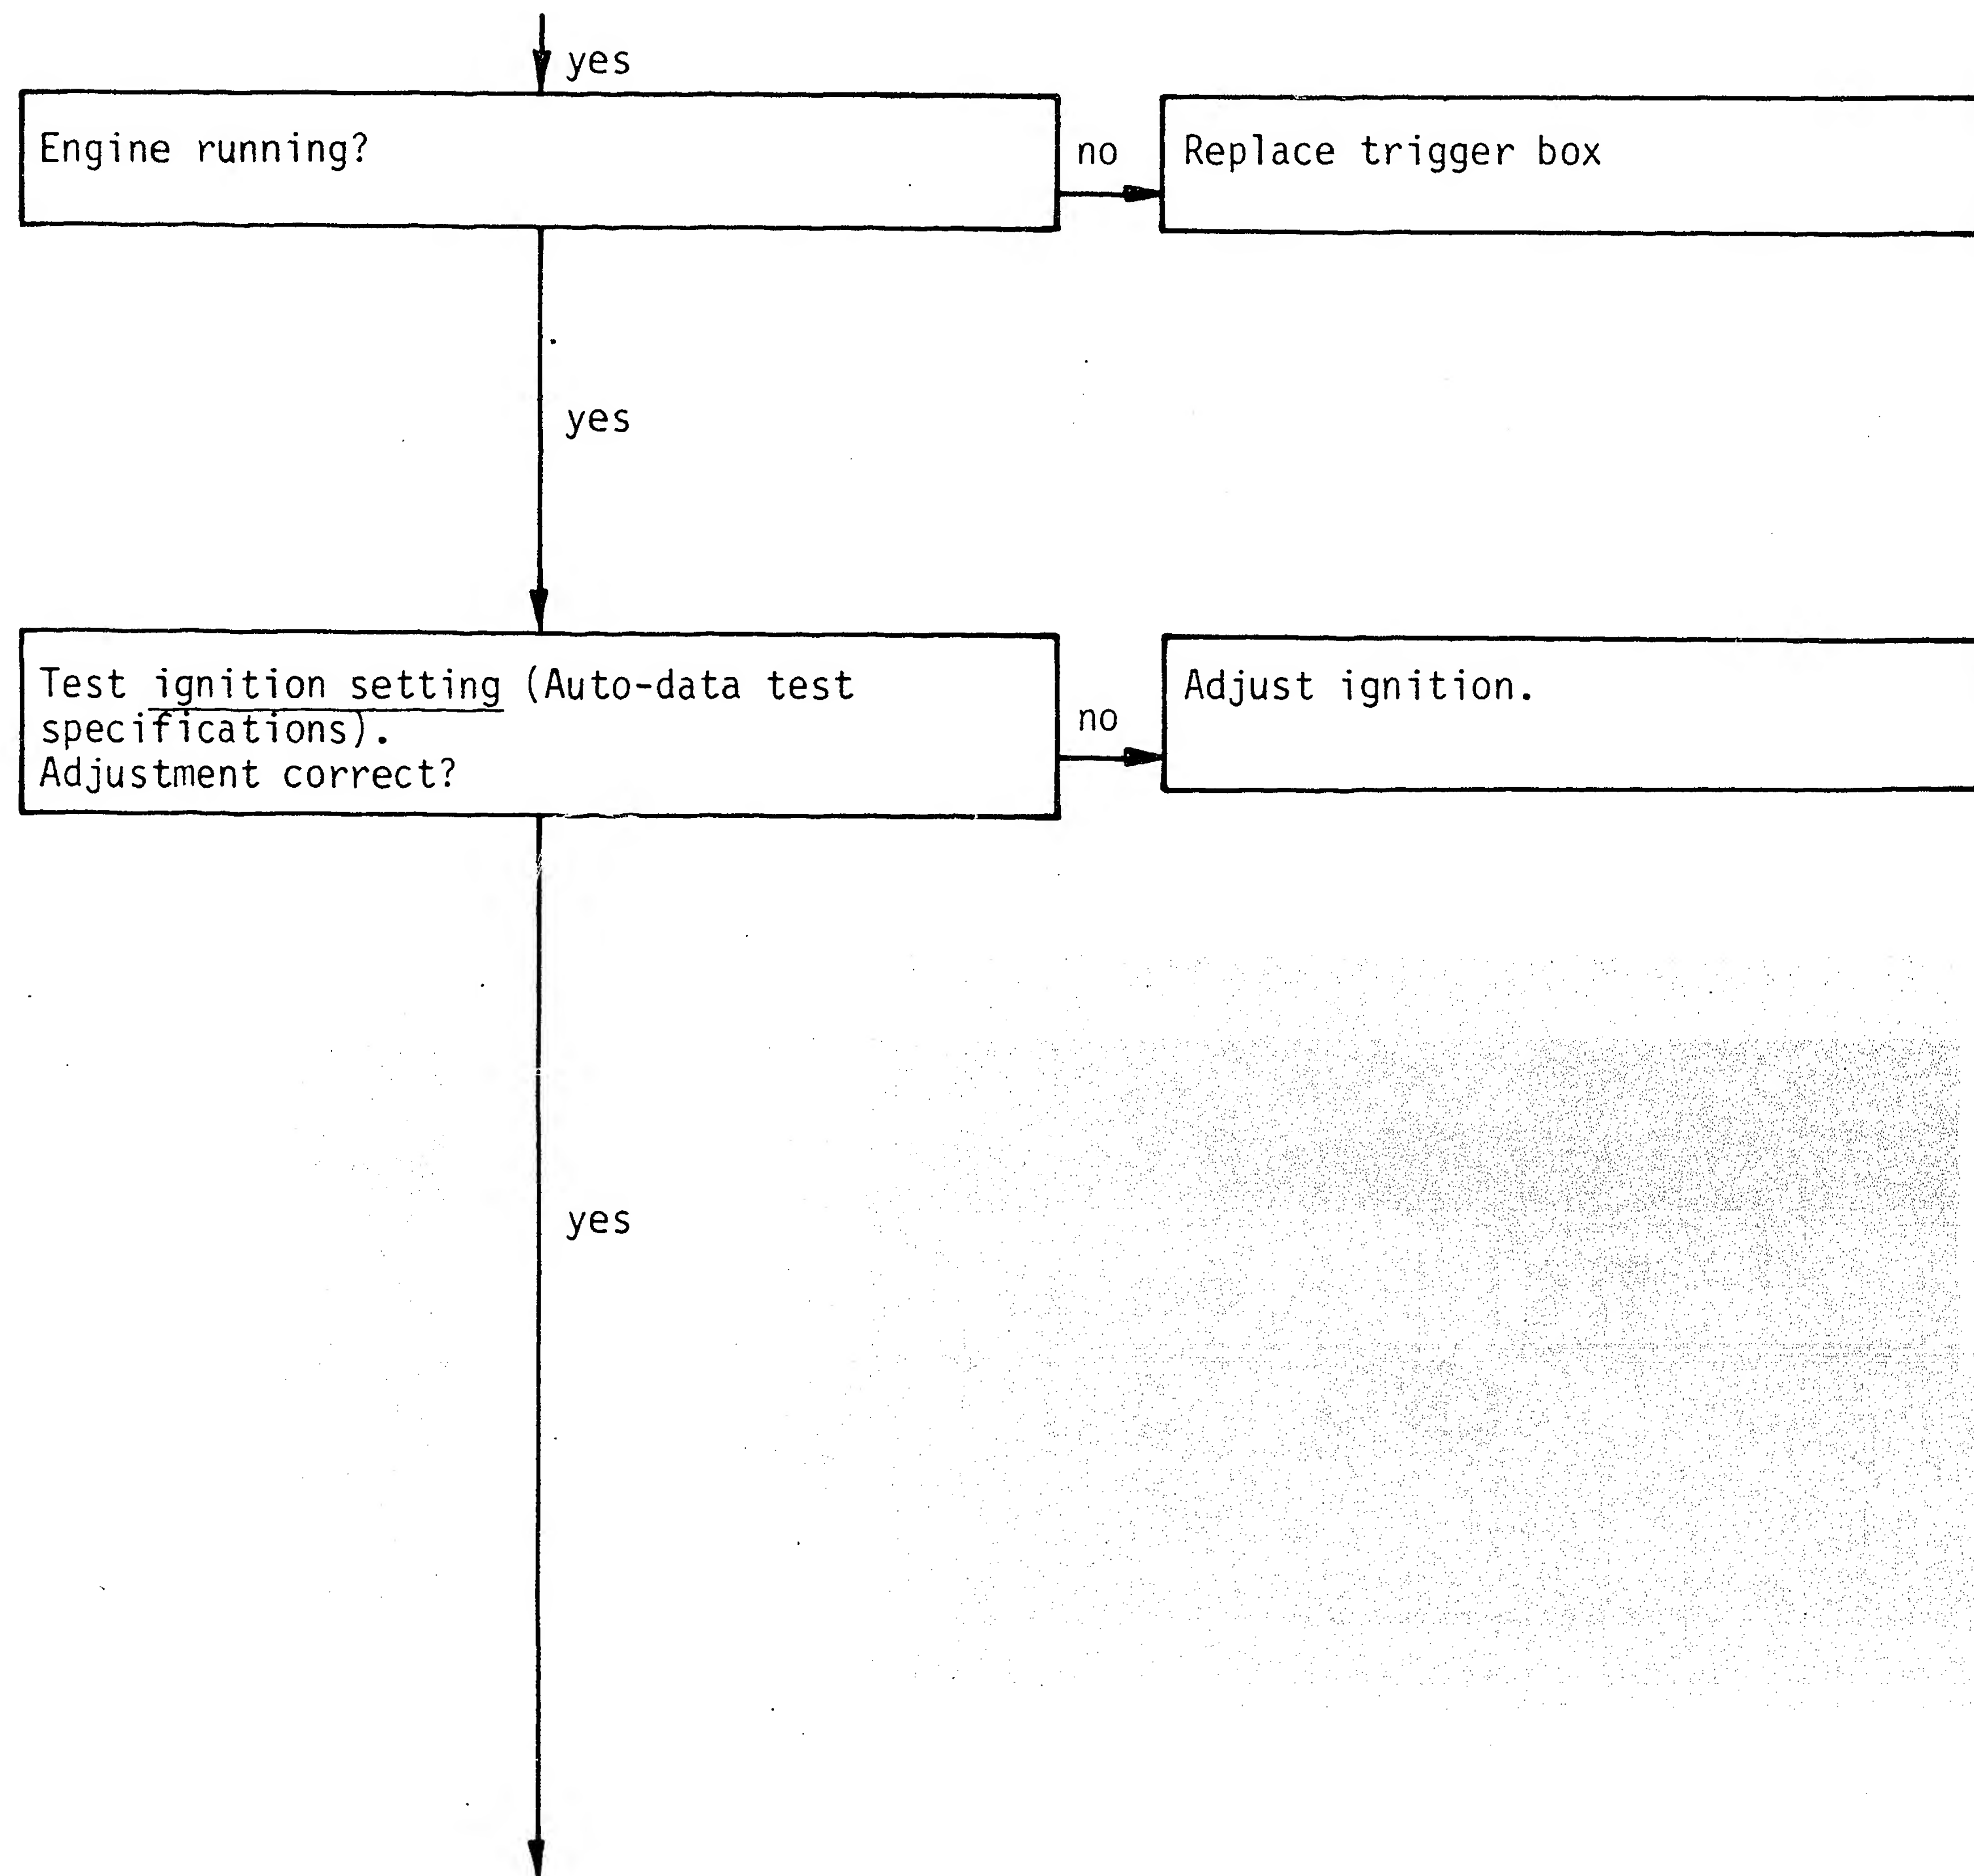 yes
Engine running?
no
Replace trigger box
yes
Test ignition setting (Auto-data test
specifications).
Adjustment correct?
no
Adjust ignition.
yes